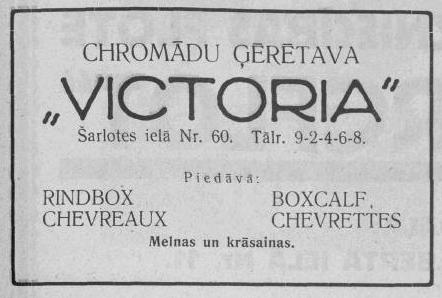 CHROMĀDU ĢĒRĒTAVA
„VICTORIA"
Šarlotes ielā Nr. 60. Tālr. 9-2-4-6-8.
Piedāvā:
RINDBOX BOXCALF,
CHEVREAUX CHEVRETTES
Melnas un krāsainas.